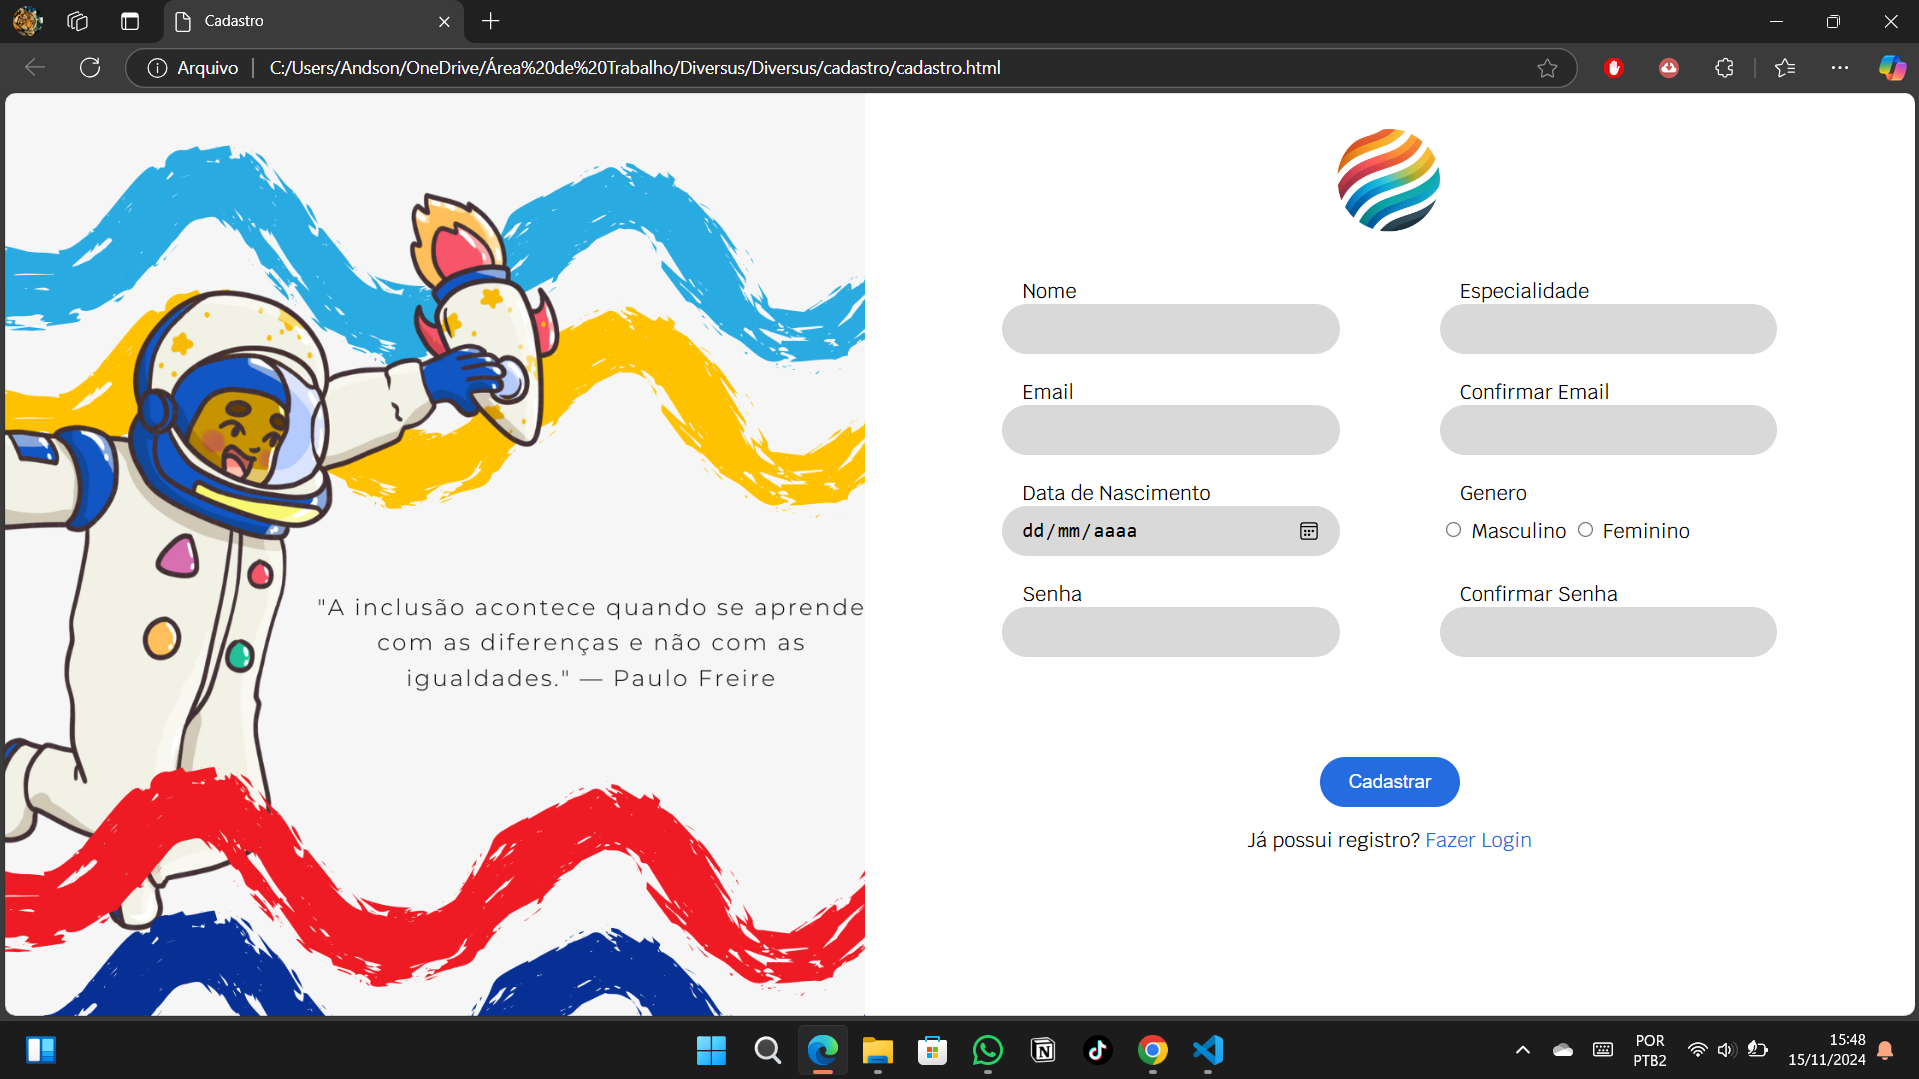 Cadastro
Arquivo
C:/Users/Andson/OneDrive/Área%20de%20Trabalho/Diversus/Diversus/cadastro/cadastro.html
"A inclusão acontece quando se aprende
com as diferenças e não com as
igualdades." — Paulo Freire
Nome
Especialidade
Email
Confirmar Email
Data de Nascimento
Genero
dd/mm/aaaa
Masculino Feminino
Senha
Confirmar Senha
Cadastrar
Já possui registro? Fazer Login
POR
PTB2
15:48
15/11/2024